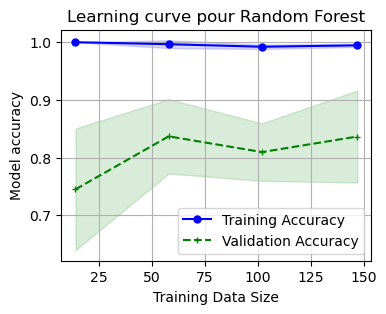 Learning curve pour Random Forest
Model accuracy
1.0
0.9
0.8
0.7
Training Accuracy
Validation Accuracy
25
50
75
100
125
150
Training Data Size